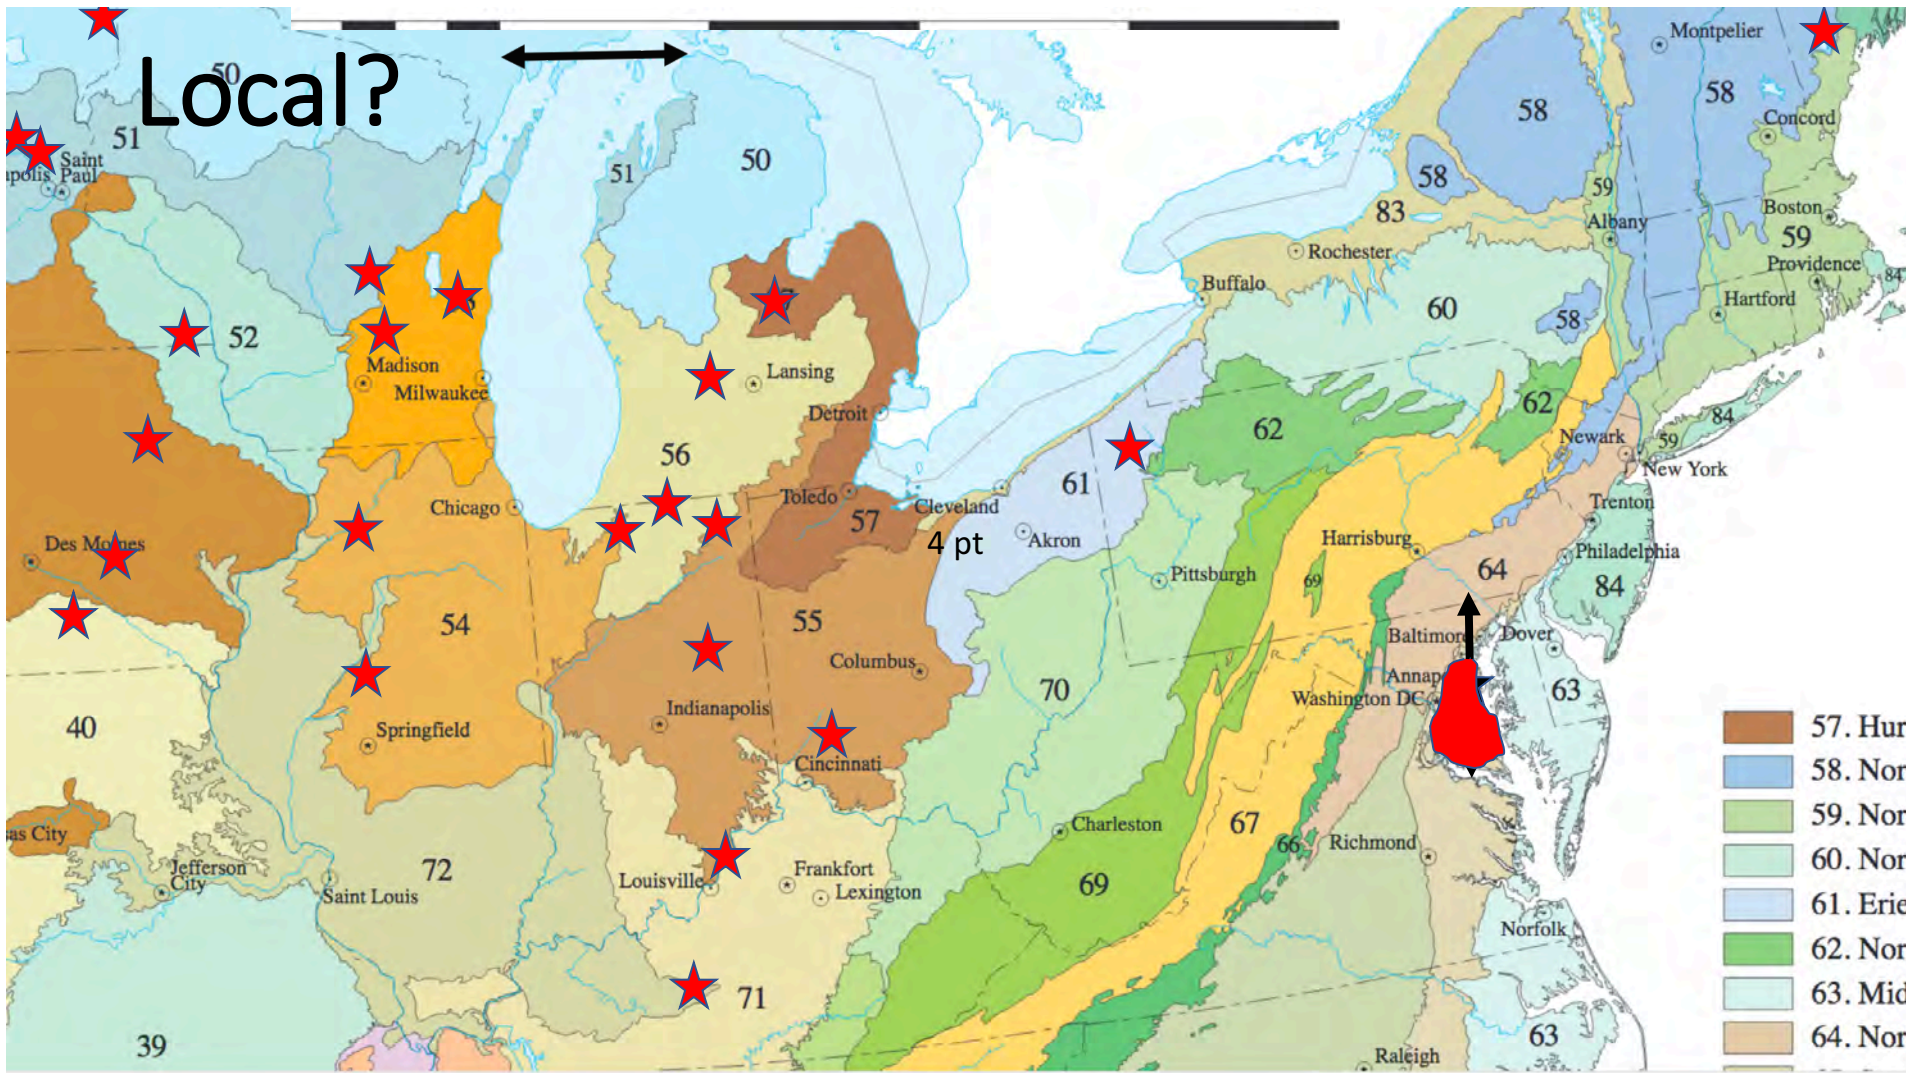 Local?
50
51
Saint
Paul
51
50
58
Montpelier
58
Concord
58
59
Boston
83
Albany
59
Rochester
Providence
84
Buffalo
Hartford
52
60
58
Madison
Lansing
Milwaukee
Detroit
62
62
84
59
Newark
New York
56
61
Toledo
Cleveland
Chicago
57
Trenton
4 pt
Akron
Harrisburg
Philadelphia
Des Moines
Pittsburgh
69
64
84
54
55
Baltimore
Dover
Columbus
Annap
70
Washington DC
63
40
Indianapolis
Springfield
57. Hur
Cincinnati
58. Nor
Charleston
67
59. Nor
sas City
66
Richmond
Jefferson
City
72
Frankfort
60. Nor
Louisville
Lexington
69
Saint Louis
61. Erie
Norfolk
62. Nor
71
63. Mid
39
63
64. Nor
Raleigh